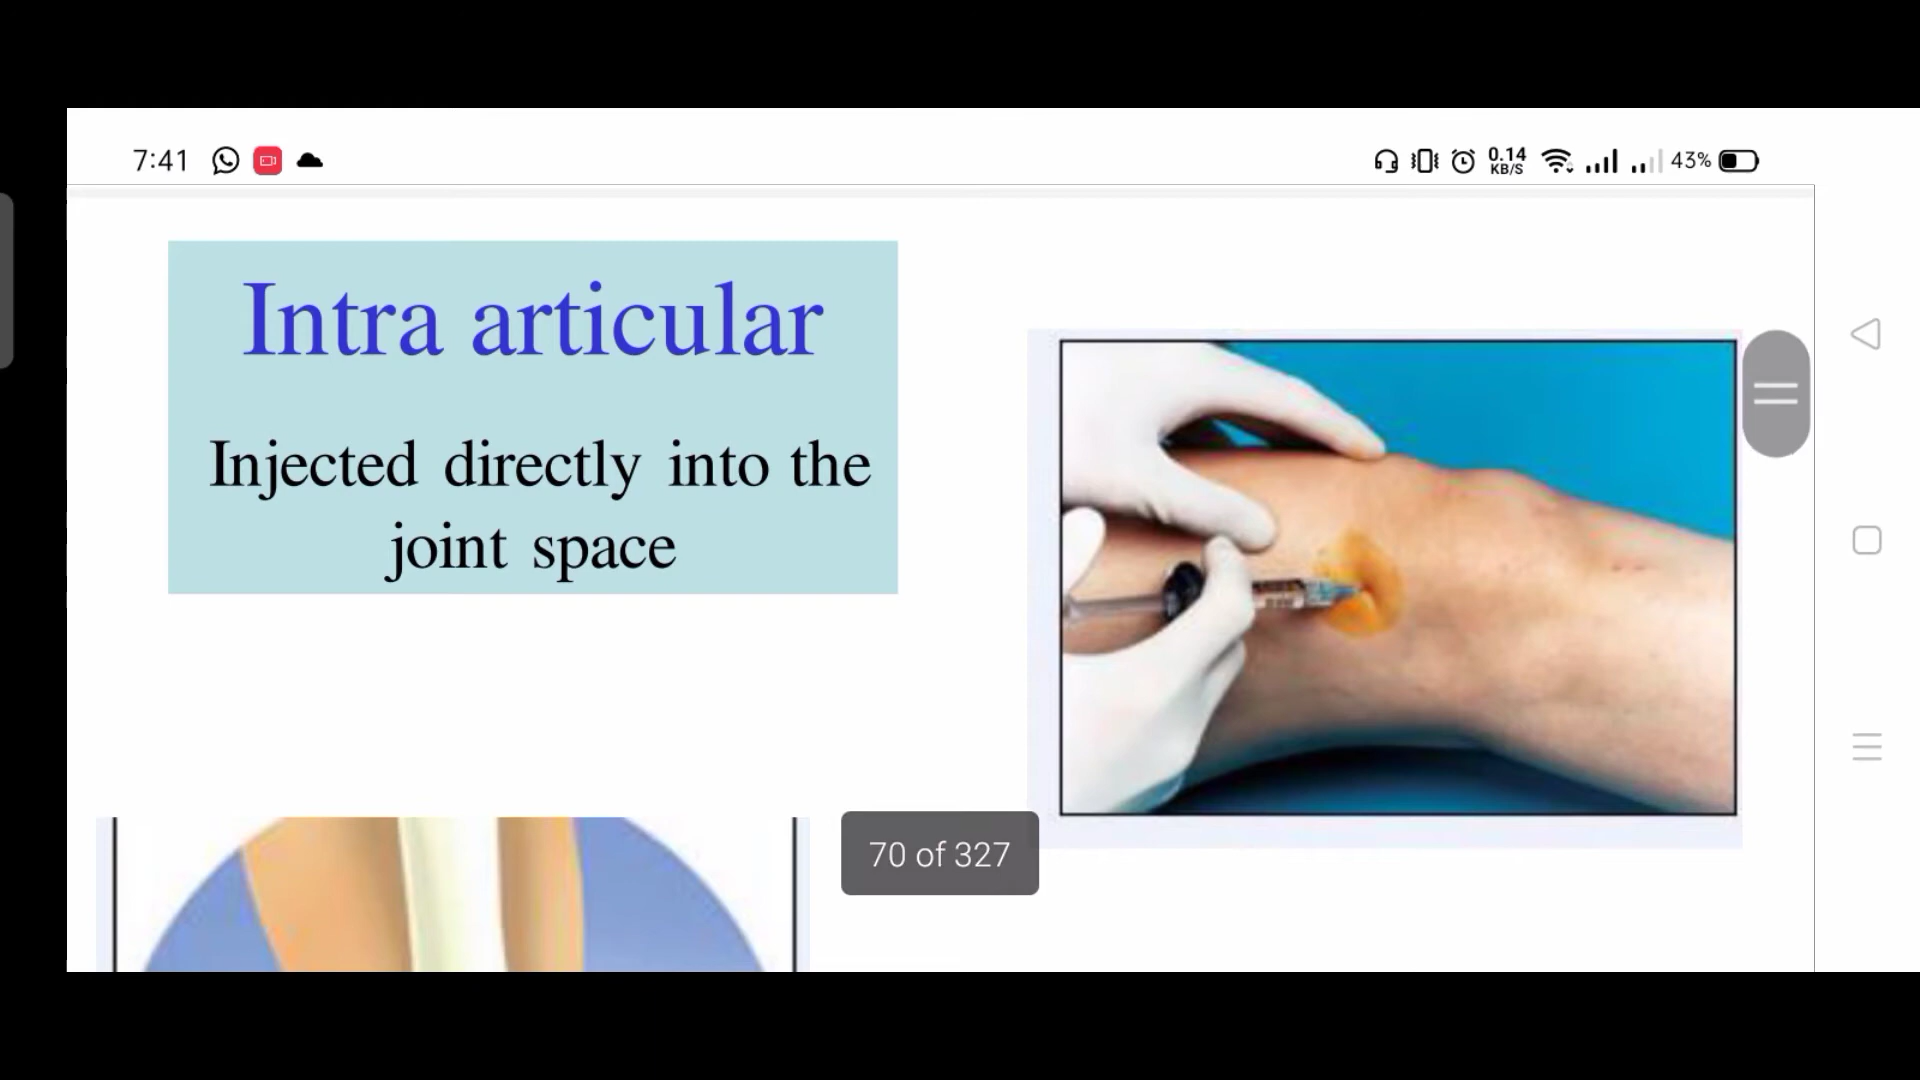 7:41
0.14
KB/S
43%
Intra articular
Injected directly into the
joint space
70 of 327